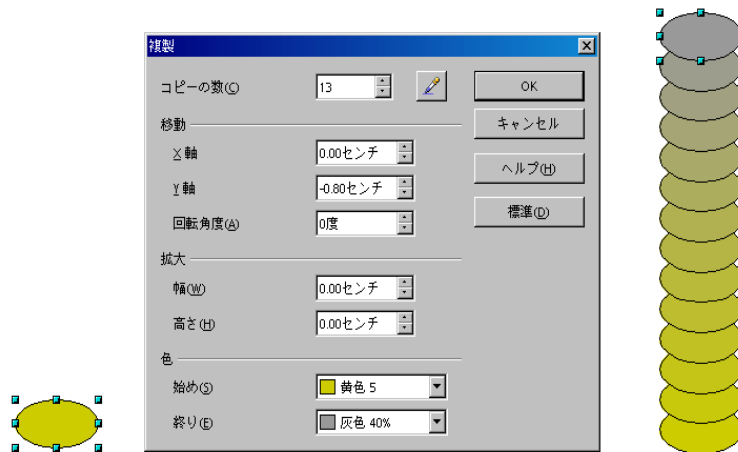 複製
コピーの数(C) 13 OK
移動 キャンセル
X 軸 0.00センチ ヘルプ(H)
Y 軸 -0.80センチ
回転角度(A) 0度 標準(D)
拡大
幅(W) 0.00センチ
高さ(H) 0.00センチ
色
始め(S) 黄色 5
終り(E) 灰色 40%